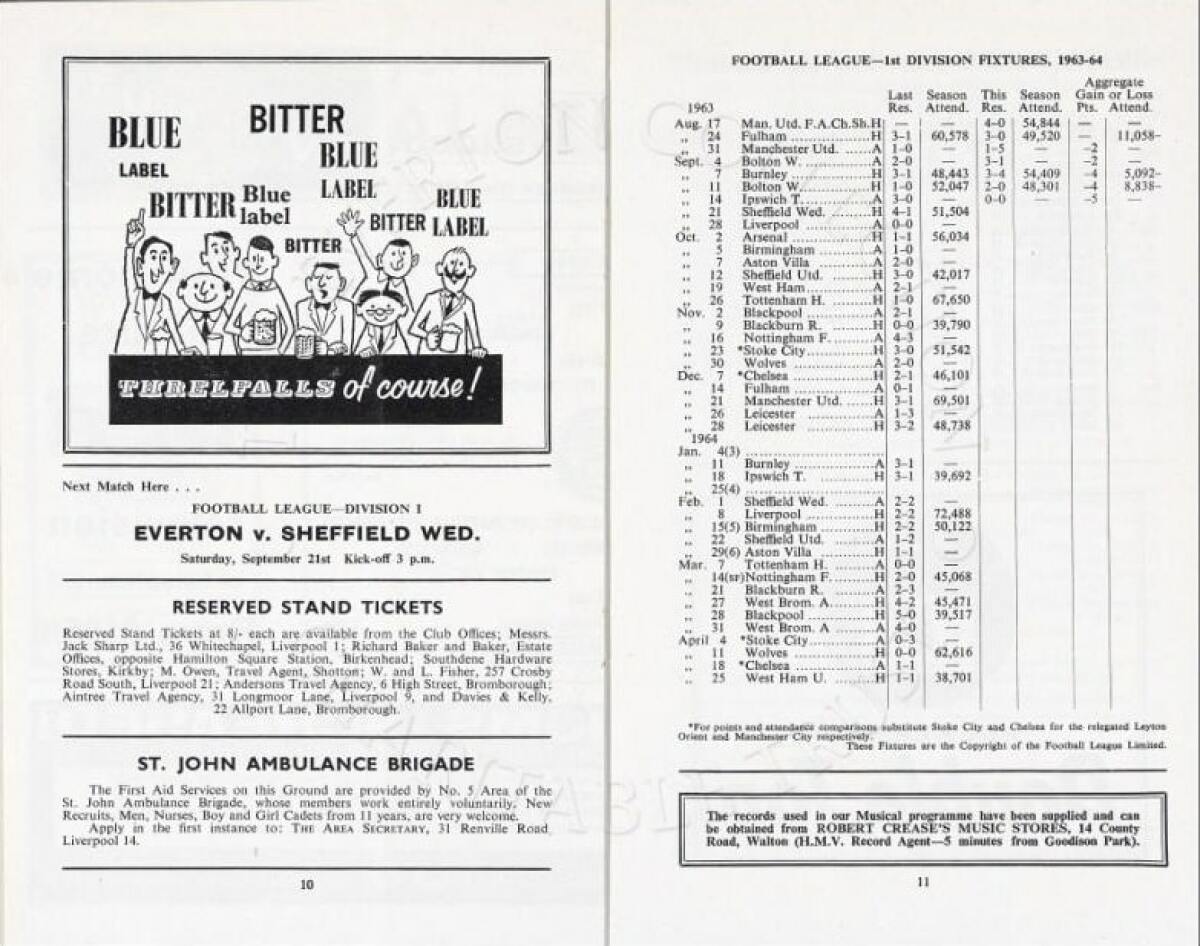 BLUE
LABEL
BITTER
BLUE
LABEL
BITTER
Blue
label
BITTER
BITTER
BLUE
LABEL
THRELFALLS of course!
Next Match Here . . .
FOOTBALL LEAGUE—DIVISION I
EVERTON v. SHEFFIELD WED.
Saturday, September 21st Kick-off 3 p.m.
RESERVED STAND TICKETS
Reserved Stand Tickets at 8/- each are available from the Club Offices; Messrs.
Jack Sharp Ltd., 36 Whitechapel, Liverpool 1; Richard Baker and Baker, Estate
Offices, opposite Hamilton Square Station, Birkenhead; Southdene Hardware
Stores, Kirkby; M. Owen, Travel Agent, Shotton; W. and L. Fisher, 257 Crosby
Road South, Liverpool 21; Andersons Travel Agency, 6 High Street, Bromborough;
Aintree Travel Agency, 31 Longmoor Lane, Liverpool 9, and Davies & Kelly,
22 Allport Lane, Bromborough.
ST. JOHN AMBULANCE BRIGADE
The First Aid Services on this Ground are provided by No. 5 Area of the
St. John Ambulance Brigade, whose members work entirely voluntarily. New
Recruits, Men, Nurses, Boy and Girl Cadets from 11 years, are very welcome.
Apply in the first instance to: THE AREA SECRETARY, 31 Renville Road
Liverpool 14.
10
FOOTBALL LEAGUE—1st DIVISION FIXTURES, 1963-64
Aggregate
Last Season This Season Gain or Loss
1963 Res. Attend. Res. Attend. Pts. Attend.
Aug. 17 Man. Utd. F.A.Ch.Sh. H — — 4-0 54,844 — —
,, 24 Fulham H 3-1 60,578 3-0 49,520 — 11,058-
,, 31 Manchester Utd. A 1-0 — 1-5 — -2 —
Sept. 4 Bolton W. A 2-0 — 3-1 — -2 —
,, 7 Burnley H 3-1 48,443 3-4 54,409 -4 5,092-
,, 11 Bolton W. H 1-0 52,047 2-0 48,301 -4 8,838-
,, 14 Ipswich T. A 3-0 — 0-0 — -5 —
,, 21 Sheffield Wed. H 4-1 51,504
,, 28 Liverpool A 0-0 —
Oct. 2 Arsenal H 1-1 56,034
,, 5 Birmingham A 1-0 —
,, 7 Aston Villa A 2-0 —
,, 12 Sheffield Utd. H 3-0 42,017
,, 19 West Ham A 2-1 —
,, 26 Tottenham H. H 1-0 67,650
Nov. 2 Blackpool A 2-1 —
,, 9 Blackburn R. H 0-0 39,790
,, 16 Nottingham F. A 4-3 —
,, 23 *Stoke City H 3-0 51,542
,, 30 Wolves A 2-0 —
Dec. 7 *Chelsea H 2-1 46,101
,, 14 Fulham A 0-1 —
,, 21 Manchester Utd. H 3-1 69,501
,, 26 Leicester A 1-3 —
,, 28 Leicester H 3-2 48,738
1964
Jan. 4(3)
,, 11 Burnley A 3-1 —
,, 18 Ipswich T. H 3-1 39,692
,, 25(4)
Feb. 1 Sheffield Wed. A 2-2 —
,, 8 Liverpool H 2-2 72,488
,, 15(5) Birmingham H 2-2 50,122
,, 22 Sheffield Utd. A 1-2 —
,, 29(6) Aston Villa H 1-1 —
Mar. 7 Tottenham H. A 0-0 —
,, 14(sr) Nottingham F. H 2-0 45,068
,, 21 Blackburn R. A 2-3 —
,, 27 West Brom. A. H 4-2 45,471
,, 28 Blackpool H 5-0 39,517
,, 31 West Brom. A A 4-0 —
April 4 *Stoke City A 0-3 —
,, 11 Wolves H 0-0 62,616
,, 18 *Chelsea A 1-1 —
,, 25 West Ham U. H 1-1 38,701
*For points and attendance comparisons substitute Stoke City and Chelsea for the relegated Leyton
Orient and Manchester City respectively.
These Fixtures are the Copyright of the Football League Limited.
The records used in our Musical programme have been supplied and can
be obtained from ROBERT CREASE'S MUSIC STORES, 14 County
Road, Walton (H.M.V. Record Agent—5 minutes from Goodison Park).
11